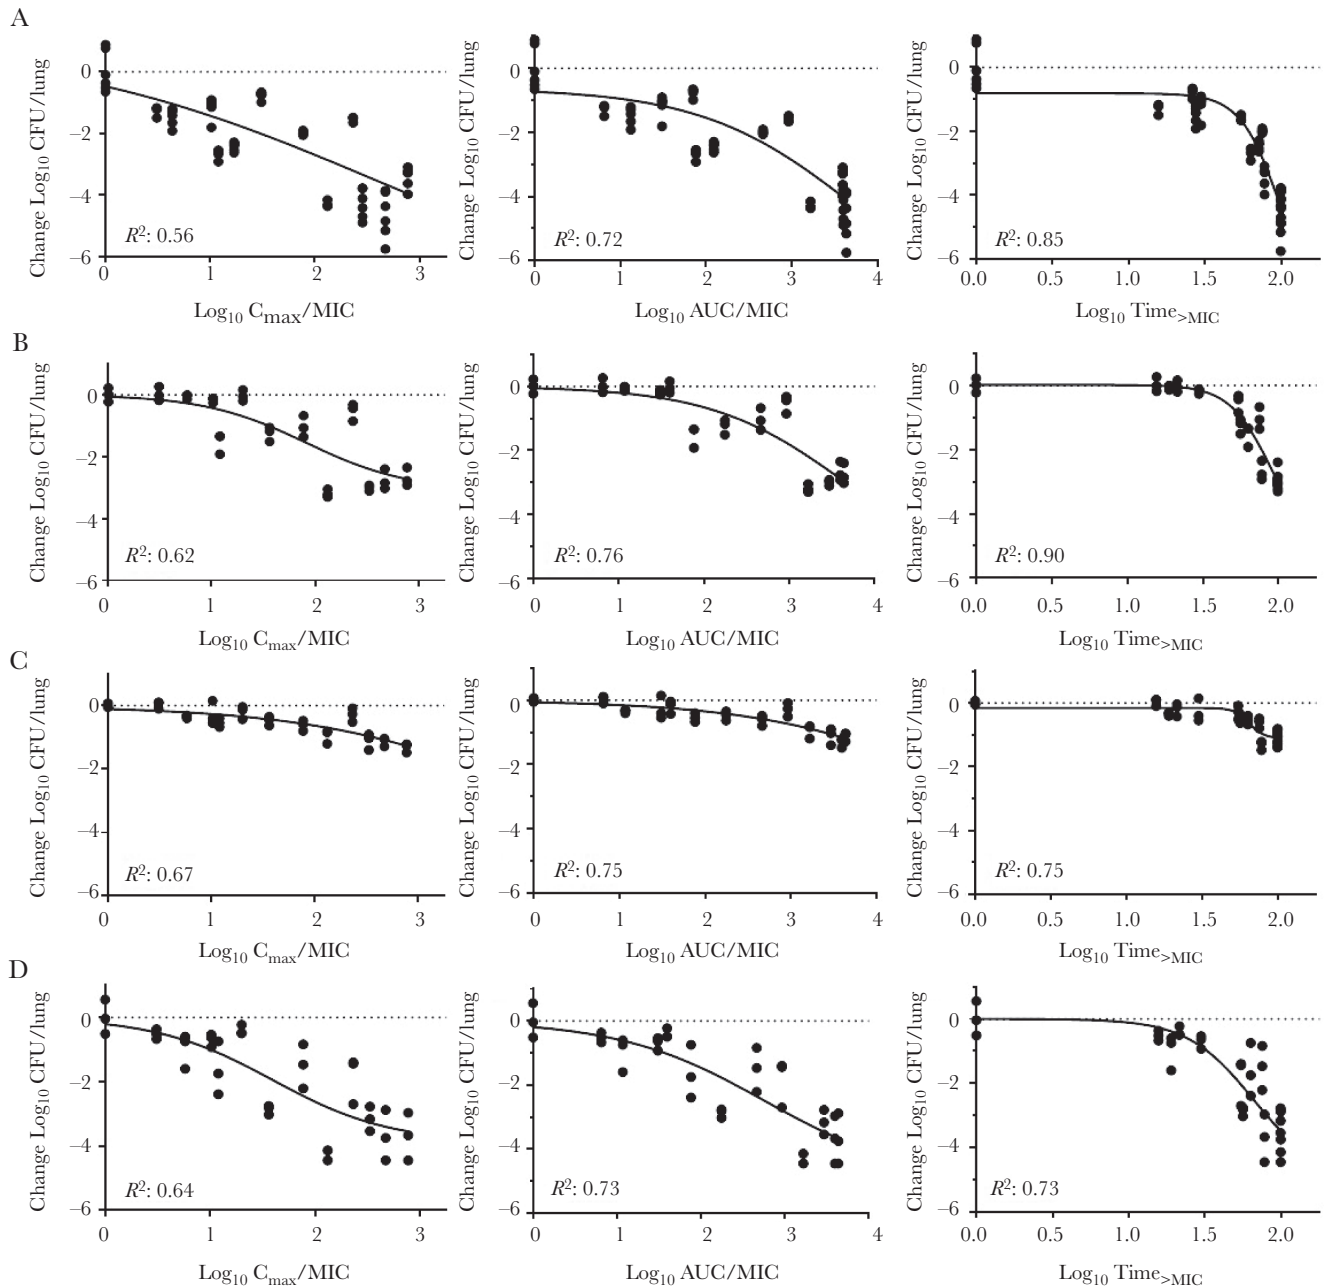 A
Change Log10 CFU/lung
0
–2
–4
–6
R2: 0.56
0
1
2
3
Log10 Cmax/MIC
Change Log10 CFU/lung
0
–2
–4
–6
R2: 0.72
0.0
1
2
3
4
Log10 AUC/MIC
Change Log10 CFU/lung
0
–2
–4
–6
R2: 0.85
0.0
0.5
1.0
1.5
2.0
Log10 Time>MIC
B
Change Log10 CFU/lung
0
–2
–4
–6
R2: 0.62
0
1
2
3
Log10 Cmax/MIC
Change Log10 CFU/lung
0
–2
–4
–6
R2: 0.76
0
1
2
3
4
Log10 AUC/MIC
Change Log10 CFU/lung
0
–2
–4
–6
R2: 0.90
0.0
0.5
1.0
1.5
2.0
Log10 Time>MIC
C
Change Log10 CFU/lung
0
–2
–4
–6
R2: 0.67
0
1
2
3
Log10 Cmax/MIC
Change Log10 CFU/lung
0
–2
–4
–6
R2: 0.75
0
1
2
3
4
Log10 AUC/MIC
Change Log10 CFU/lung
0
–2
–4
–6
R2: 0.75
0.0
0.5
1.0
1.5
2.0
Log10 Time>MIC
D
Change Log10 CFU/lung
0
–2
–4
–6
R2: 0.64
0
1
2
3
Log10 Cmax/MIC
Change Log10 CFU/lung
0
–2
–4
–6
R2: 0.73
0
1
2
3
4
Log10 AUC/MIC
Change Log10 CFU/lung
0
–2
–4
–6
R2: 0.73
0.0
0.5
1.0
1.5
2.0
Log10 Time>MIC